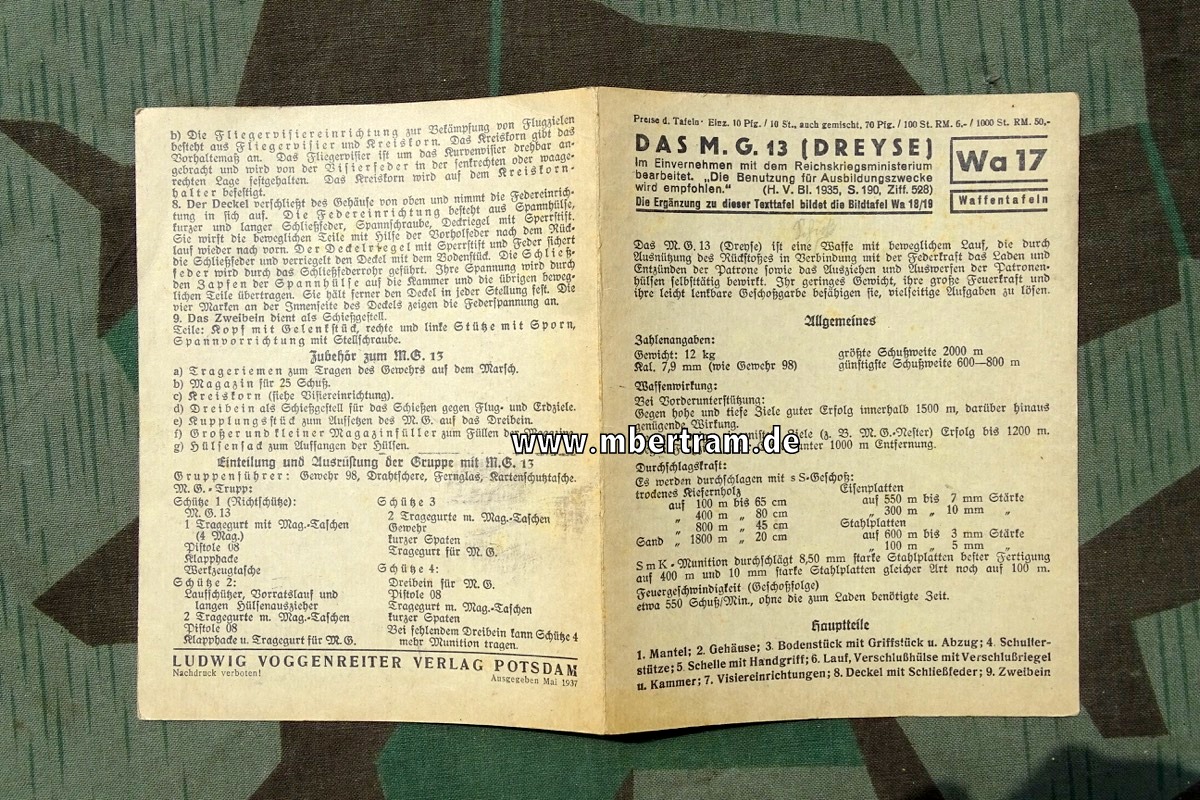 b) Die Fliegervisiereinrichtung zur Bekämpfung von Flugzielen
besteht aus Fliegervisier und Kreiskorn. Das Kreiskorn gibt das
Vorhaltemaß an. Das Fliegervisier ist um das Kurvenvisier drehbar an-
gebracht und wird von der Visierfeder in der senkrechten oder waage-
rechten Lage festgehalten. Das Kreiskorn wird auf dem Kreiskorn-
halter befestigt.
8. Der Deckel verschließt des Gehäuse von oben und nimmt die Federeinrich-
tung in sich auf. Die Federeinrichtung besteht aus Spannhülse,
kurzer und langer Schließfeder, Spannschraube, Deckriegel mit Sperrstift.
Sie wirft die beweglichen Teile mit Hilfe der Vorholfeder nach dem Rück-
lauf wieder nach vorn. Der Deckelriegel mit Sperrstift und Feder sichert
die Schließfeder und verriegelt den Deckel mit dem Bodenstück. Die Schließ-
feder wird durch das Schließfederrohr geführt. Ihre Spannung wird durch
den Zapfen der Spannhülse auf die Kammer und die übrigen beweg-
lichen Teile übertragen. Sie hält ferner den Deckel in jeder Stellung fest. Die
vier Marken an der Innenseite des Deckels zeigen die Federspannung an.
9. Das Zweibein dient als Schießgestell.
Teile: Kopf mit Gelenkstück, rechte und linke Stütze mit Sporn,
Spannvorrichtung mit Stellschraube.
Zubehör zum M.G. 13
a) Trageriemen zum Tragen des Gewehrs auf dem Marsch.
b) Magazin für 25 Schuß.
c) Kreiskorn (siehe Visiereinrichtung).
d) Dreibein als Schießgestell für das Schießen gegen Flug- und Erdziele.
e) Kupplungsstück zum Aufsetzen des M.G. auf das Dreibein.
f) Großer und kleiner Magazinfüller zum Füllen der Magazine
g) Hülsensack zum Auffangen der Hülsen.
Einteilung und Ausrüstung der Gruppe mit M.G. 13
Gruppenführer: Gewehr 98, Drahtschere, Fernglas, Kartenschutztasche.
M.G.-Trupp:
Schütze 1 (Richtschütze):
M.G.13
1 Tragegurt mit Mag.-Taschen
(4 Mag.)
Pistole 08
Klapphacke
Werkzeugtasche
Schütze 2:
Laufschützer, Vorratslauf und
langen Hülsenauszieher
2 Tragegurte m. Mag.-Taschen
Pistole 08
Klapphacke u. Tragegurt für M.G.
Schütze 3
2 Tragegurte m. Mag.-Taschen
Gewehr
kurzer Spaten
Tragegurt für M.G.
Schütze 4:
Dreibein für M.G.
Pistole 08
Tragegurt m. Mag.-Taschen
kurzer Spaten
Bei fehlendem Dreibein kann Schütze 4
mehr Munition tragen.
LUDWIG VOGGENREITER VERLAG POTSDAM
Nachdruck verboten!
Ausgegeben Mai 1937
Preise d. Tafeln: Einz. 10 Pfg. / 10 St., auch gemischt, 70 Pfg. / 100 St. RM. 6,- / 1000 St. RM. 50,-
DAS M. G. 13 (DREYSE)
Im Einvernehmen mit dem Reichskriegsministerium
bearbeitet. „Die Benutzung für Ausbildungszwecke
wird empfohlen.“ (H. V. Bl. 1935, S. 190, Ziff. 528)
Die Ergänzung zu dieser Texttafel bildet die Bildtafel Wa 18/19
Wa 17
Waffentafeln
Das M.G.13 (Dreyse) ist eine Waffe mit beweglichem Lauf, die durch
Ausnützung des Rückstoßes in Verbindung mit der Federkraft das Laden und
Entzünden der Patrone sowie das Ausziehen und Auswerfen der Patronen-
hülsen selbsttätig bewirkt. Ihr geringes Gewicht, ihre große Feuerkraft und
ihre leicht lenkbare Geschoßgarbe befähigen sie, vielseitige Aufgaben zu lösen.
Allgemeines
Zahlenangaben:
Gewicht: 12 kg größte Schußweite 2000 m
Kal. 7,9 mm (wie Gewehr 98) günstigste Schußweite 600—800 m
Waffenwirkung:
Bei Vorderunterstützung:
Gegen hohe und tiefe Ziele guter Erfolg innerhalb 1500 m, darüber hinaus
genügende Wirkung.
Ziele (z. B. M.G.-Nester) Erfolg bis 1200 m.
unter 1000 m Entfernung.
www.mbertram.de
Durchschlagskraft:
Es werden durchschlagen mit s S-Geschoß:
trockenes Kiefernholz
auf 100 m bis 65 cm
„ 400 m „ 80 cm
„ 800 m „ 45 cm
Sand „ 1800 m „ 20 cm
Eisenplatten
auf 550 m bis 7 mm Stärke
„ 300 m „ 10 mm „
Stahlplatten
auf 600 m bis 3 mm Stärke
„ 100 m „ 5 mm „
SmK-Munition durchschlägt 8,50 mm starke Stahlplatten bester Fertigung
auf 400 m und 10 mm starke Stahlplatten gleicher Art noch auf 100 m.
Feuergeschwindigkeit (Geschoßfolge)
etwa 550 Schuß/Min., ohne die zum Laden benötigte Zeit.
Hauptteile
1. Mantel; 2. Gehäuse; 3. Bodenstück mit Griffstück u. Abzug; 4. Schulter-
stütze; 5. Schelle mit Handgriff; 6. Lauf, Verschlußhülse mit Verschlußriegel
u. Kammer; 7. Visiereinrichtungen; 8. Deckel mit Schließfeder; 9. Zweibein